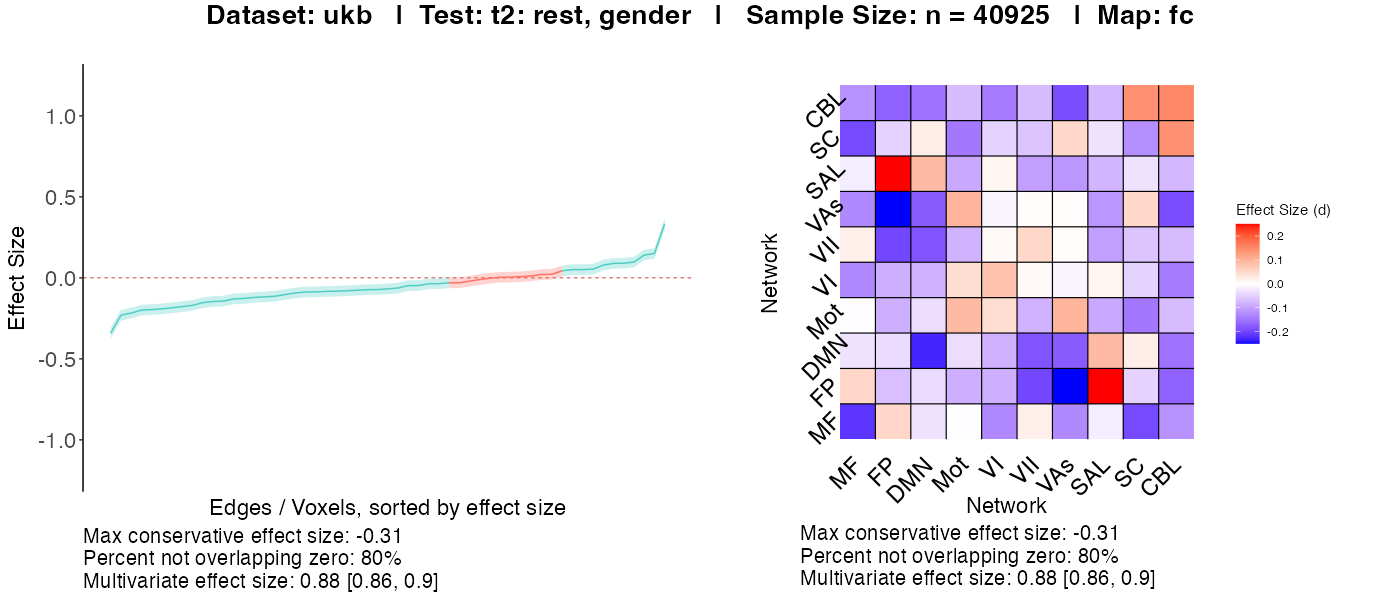 Dataset: ukb | Test: t2: rest, gender | Sample Size: n = 40925 | Map: fc
Effect Size
1.0
0.5
0.0
-0.5
-1.0
Edges / Voxels, sorted by effect size
Max conservative effect size: -0.31
Percent not overlapping zero: 80%
Multivariate effect size: 0.88 [0.86, 0.9]
Network
CBL
SC
SAL
VAs
VII
VI
Mot
DMN
FP
MF
MF FP DMN Mot VI VII VAs SAL SC CBL
Network
Max conservative effect size: -0.31
Percent not overlapping zero: 80%
Multivariate effect size: 0.88 [0.86, 0.9]
Effect Size (d)
0.2
0.1
0.0
-0.1
-0.2